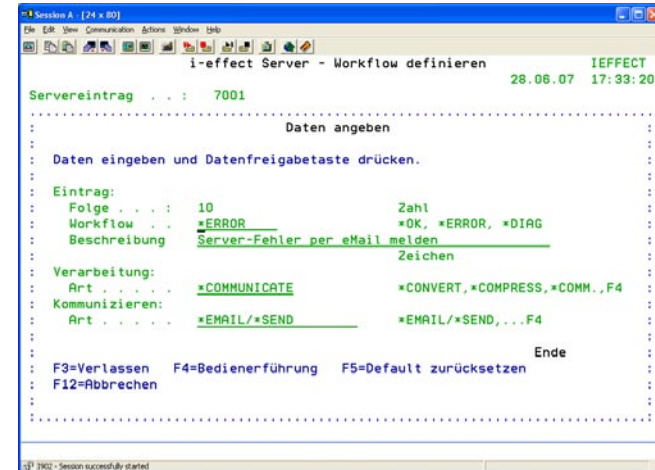 Session A - [24 x 80]
File Edit View Communication Actions Window Help
i-effect Server - Workflow definieren IEFFECT
28.06.07 17:33:20
Servereintrag . . : 7001
Daten angeben
Daten eingeben und Datenfreigabetaste drücken.
Eintrag:
Folge . . . : 10 Zahl
Workflow . . *ERROR *OK, *ERROR, *DIAG
Beschreibung Server-Fehler per eMail melden
Zeichen
Verarbeitung:
Art . . . . . *COMMUNICATE *CONVERT,*COMPRESS,*COMM.,F4
Kommunizieren:
Art . . . . . *EMAIL/*SEND *EMAIL/*SEND,...F4
Ende
F3=Verlassen F4=Bedienerführung F5=Default zurücksetzen
F12=Abbrechen
I902 - Session successfully started